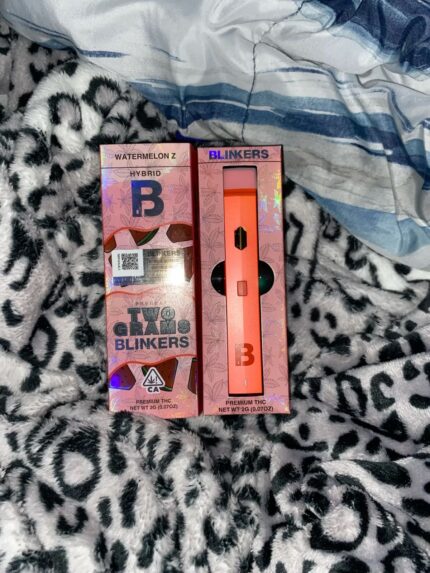 WATERMELON Z
HYBRID
B
TWO
GRAMS
BLINKERS
CA
PREMIUM THC
NET WT 2G (0.07OZ)
BLINKERS
B
PREMIUM THC
NET WT 2G (0.07OZ)